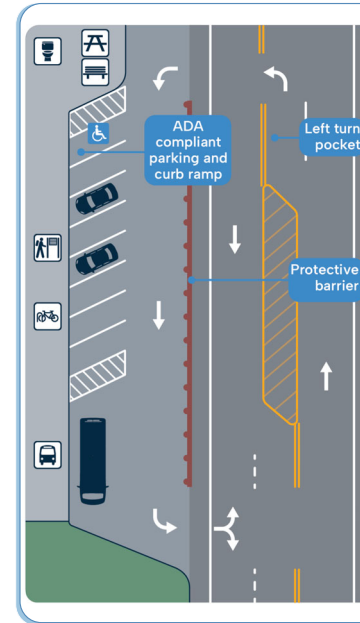 ADA
compliant
parking and
curb ramp
Left turn
pocket
Protective
barrier